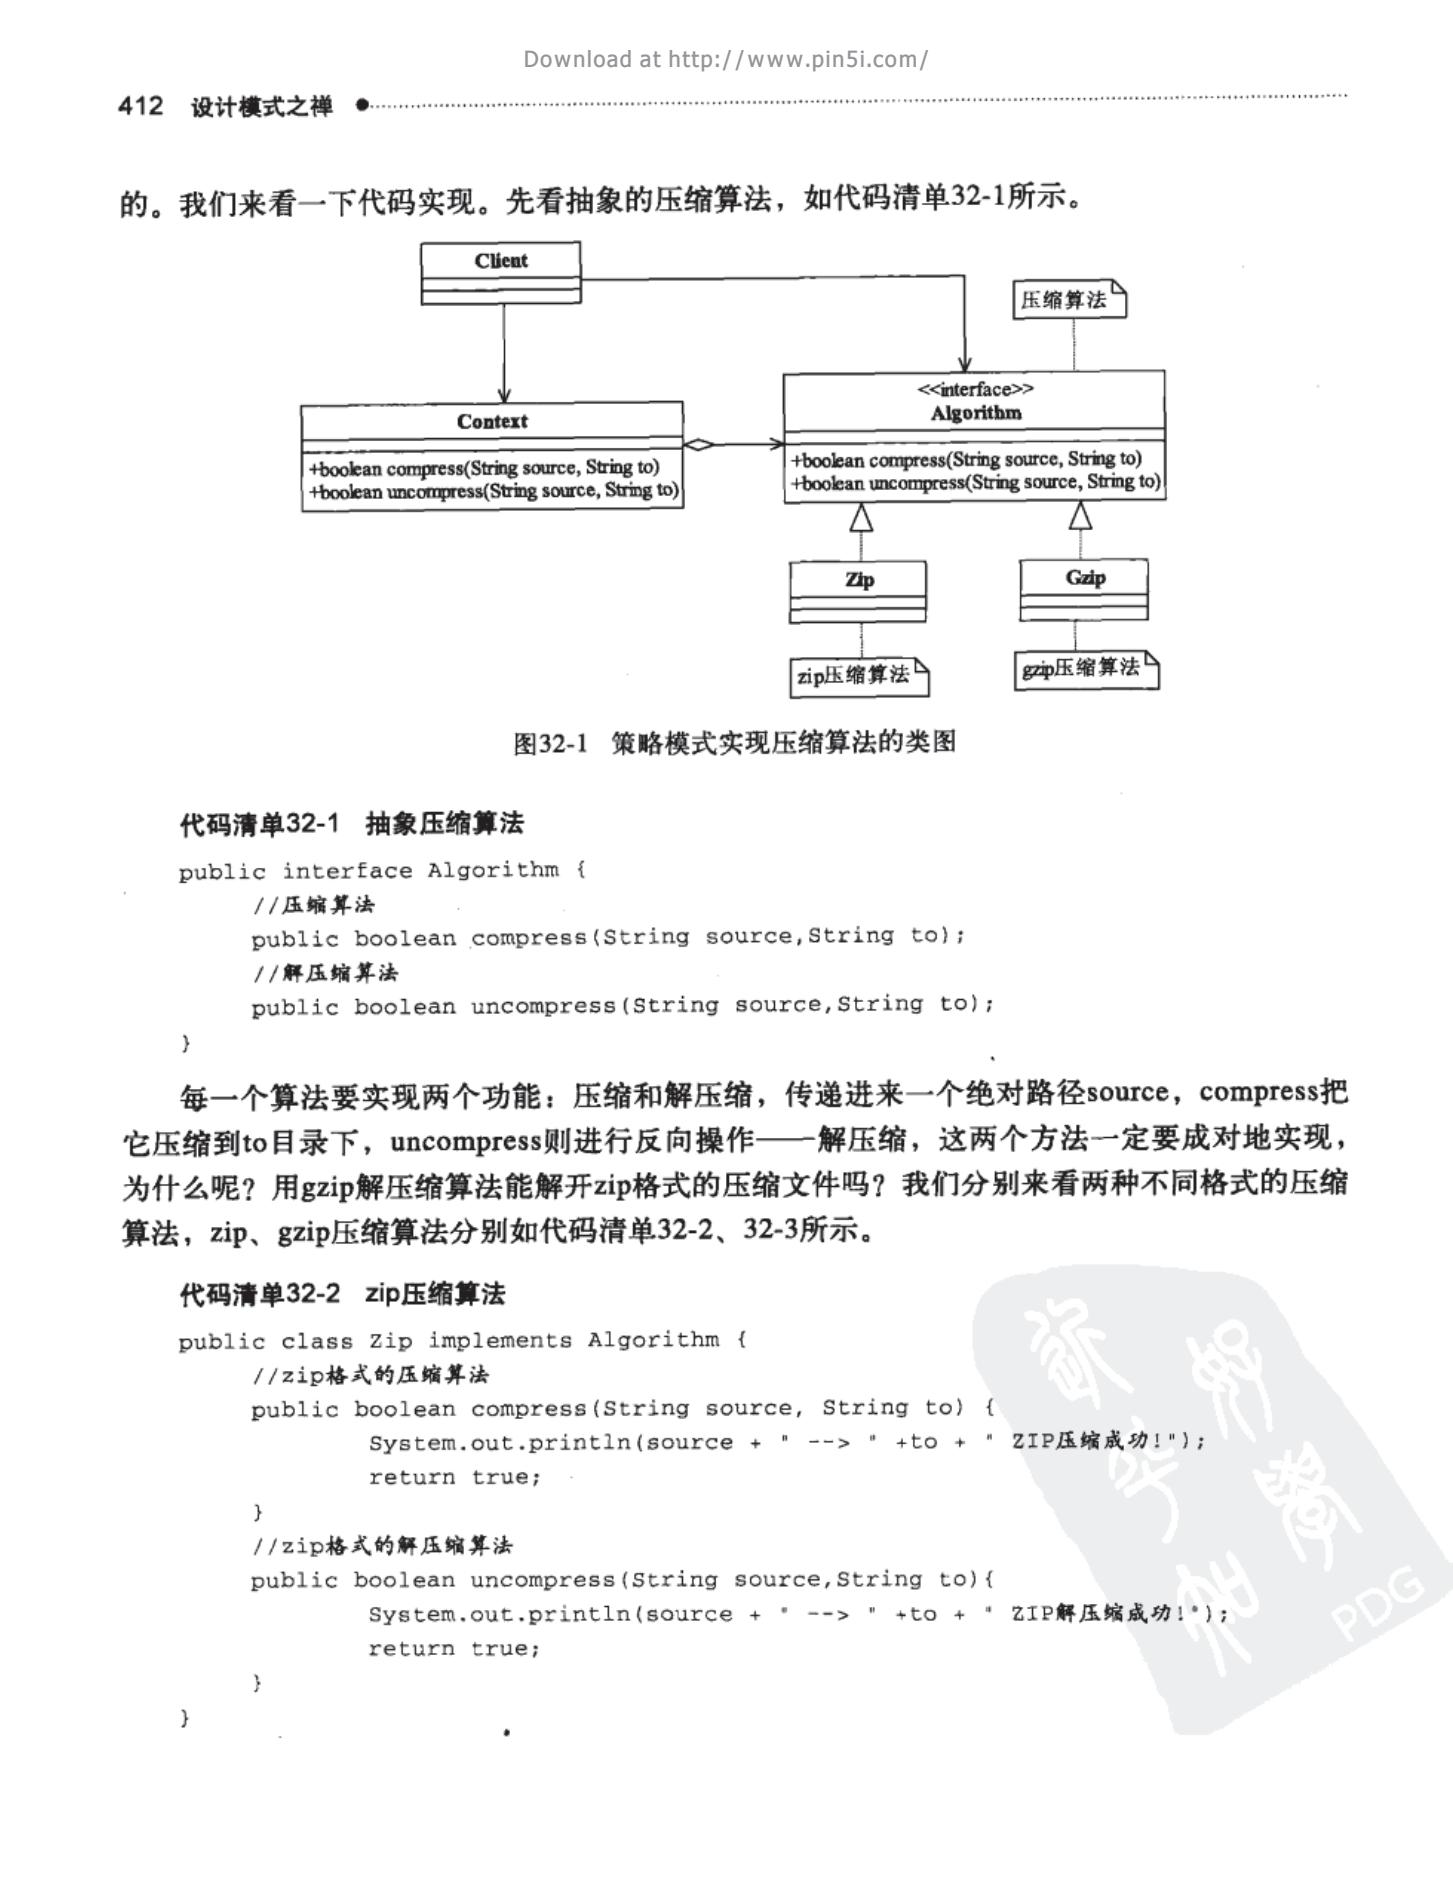 Download at http://www.pin5i.com/
412 设计模式之禅
的。我们来看一下代码实现。先看抽象的压缩算法，如代码清单32-1所示。
Client
压缩算法
<<interface>>
Algorithm
Context
+boolean compress(String source, String to)
+boolean uncompress(String source, String to)
+boolean compress(String source, String to)
+boolean uncompress(String source, String to)
Zip
Gzip
zip压缩算法
gzip压缩算法
图32-1 策略模式实现压缩算法的类图
代码清单32-1 抽象压缩算法
public interface Algorithm {
//压缩算法
public boolean compress(String source,String to);
//解压缩算法
public boolean uncompress(String source,String to);
}
每一个算法要实现两个功能：压缩和解压缩，传递进来一个绝对路径source，compress把
它压缩到to目录下，uncompress则进行反向操作——解压缩，这两个方法一定要成对地实现，
为什么呢？用gzip解压缩算法能解开zip格式的压缩文件吗？我们分别来看两种不同格式的压缩
算法，zip、gzip压缩算法分别如代码清单32-2、32-3所示。
代码清单32-2 zip压缩算法
public class Zip implements Algorithm {
//zip格式的压缩算法
public boolean compress(String source, String to) {
System.out.println(source + " --> " +to + " ZIP压缩成功!");
return true;
}
//zip格式的解压缩算法
public boolean uncompress(String source,String to){
System.out.println(source + " --> " +to + " ZIP解压缩成功!");
return true;
}
}
PDG